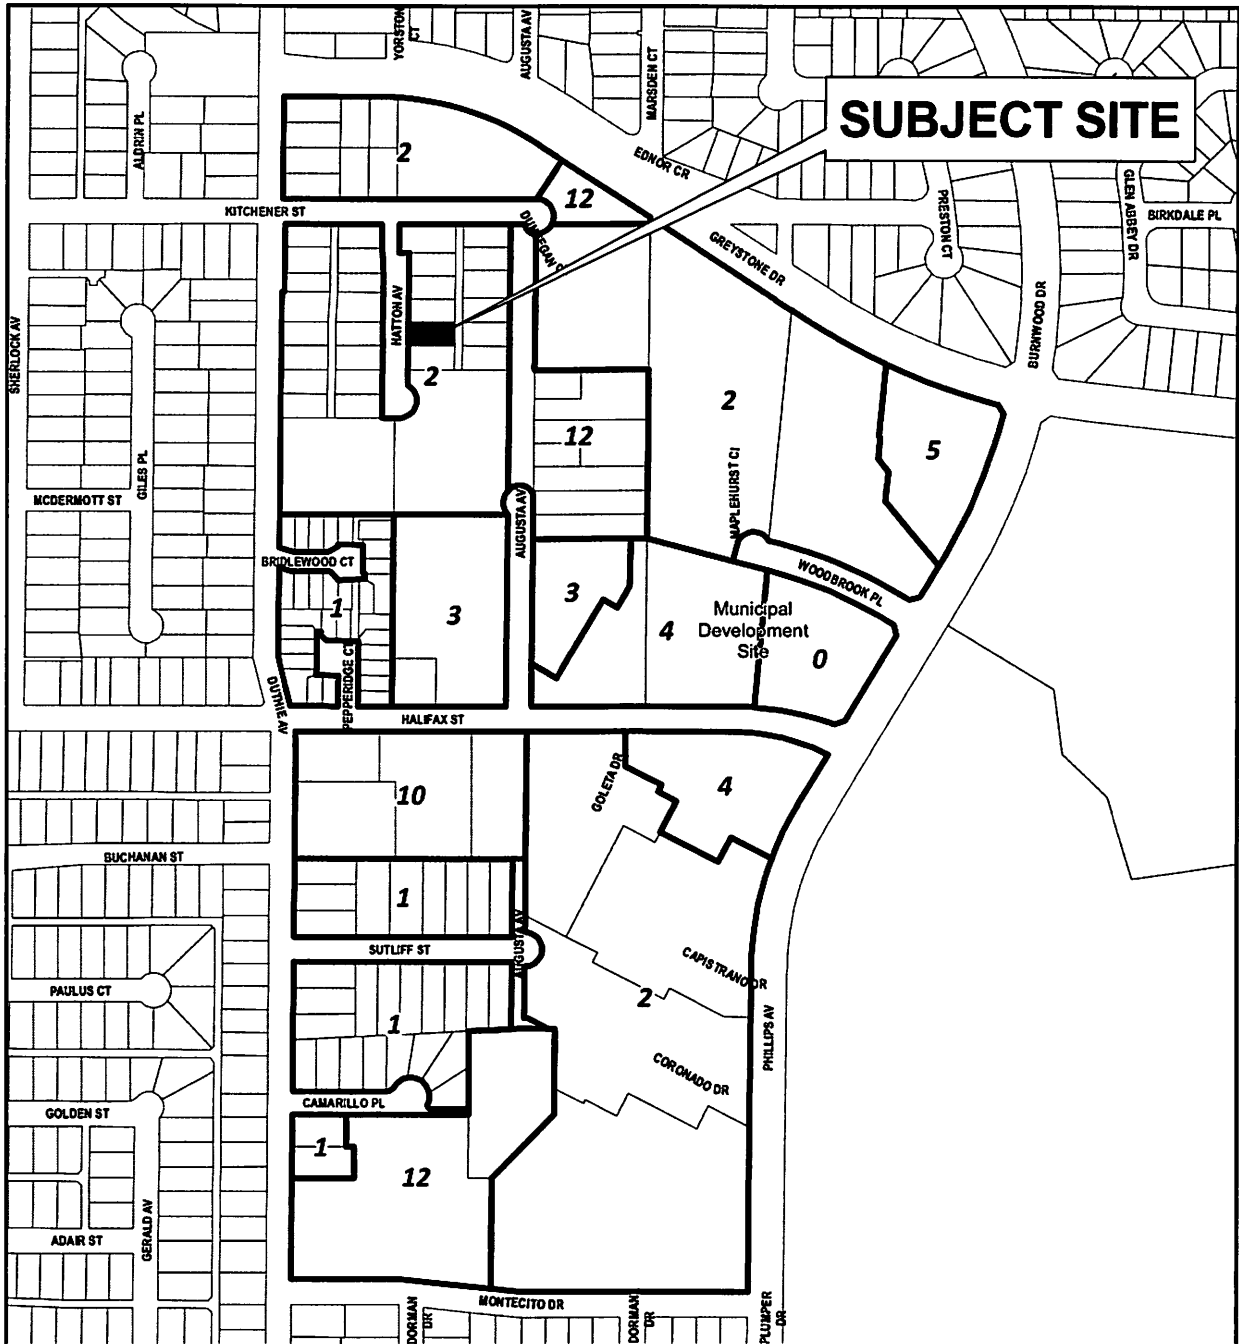 YORSTON
CT
AUGUSTA AV
MARSDEN CT
ALDRIN PL
SUBJECT SITE
2
EDNOR CR
12
KITCHENER ST
PRESTON CT
GLEN ABBEY DR
BIRKDALE PL
GREYSTONE DR
SHERLOCK AV
HATTON AV
BURNWOOD DR
2
2
12
5
MCDERMOTT ST
GILES PL
AUGUSTA AV
BRIDLEWOOD CT
WOODBROOK PL
1
3
3
4
Municipal
Development
Site
0
DUTHIE AV
PEPPERIDGE CT
HALIFAX ST
GOLETA DR
4
10
BUCHANAN ST
1
AUGUSTA AV
SUTLIFF ST
CAPISTRANO DR
PAULUS CT
2
1
PHILLIPS AV
CORONADO DR
CAMARILLO PL
GOLDEN ST
1
12
GERALD AV
ADAIR ST
MONTECITO DR
DORMAN
DR
DORMAN
DR
PLUMPER
DR